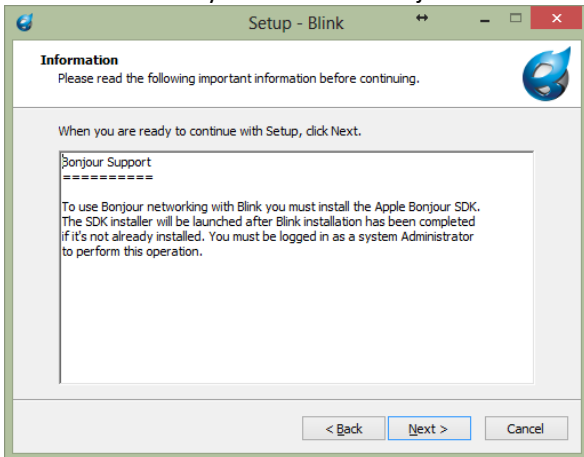 Setup - Blink
Information
Please read the following important information before continuing.
When you are ready to continue with Setup, click Next.
Bonjour Support
==========
To use Bonjour networking with Blink you must install the Apple Bonjour SDK.
The SDK installer will be launched after Blink installation has been completed
if it's not already installed. You must be logged in as a system Administrator
to perform this operation.
< Back
Next >
Cancel